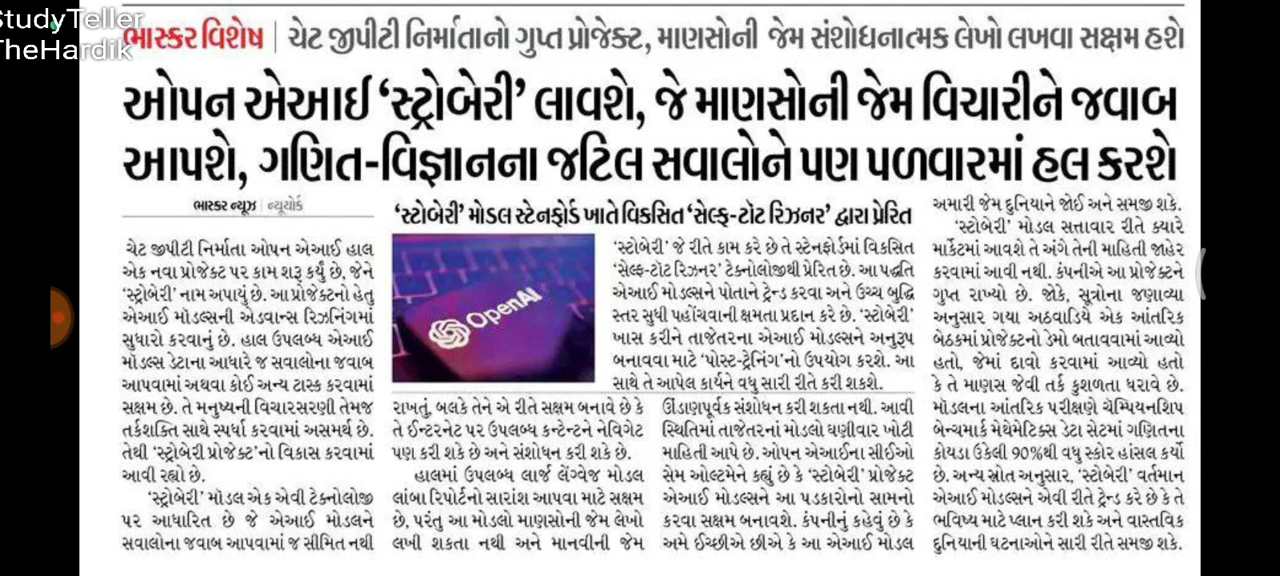 StudyTeller
TheHardik
ભાસ્કર વિશેષ | ચેટ જીપીટી નિર્માતાનો ગુપ્ત પ્રોજેક્ટ, માણસોની જેમ સંશોધનાત્મક લેખો લખવા સક્ષમ હશે
ઓપન એઆઈ ‘સ્ટ્રોબેરી’ લાવશે, જે માણસોની જેમ વિચારીને જવાબ
આપશે, ગણિત-વિજ્ઞાનના જટિલ સવાલોને પણ પળવારમાં હલ કરશે
ભાસ્કર ન્યૂઝ | ન્યૂયોર્ક
ચેટ જીપીટી નિર્માતા ઓપન એઆઈ હાલ
એક નવા પ્રોજેક્ટ પર કામ શરૂ કર્યું છે, જેને
‘સ્ટ્રોબેરી’ નામ અપાયું છે. આ પ્રોજેક્ટનો હેતુ
એઆઈ મૉડલ્સની એડવાન્સ રિઝનિંગમાં
સુધારો કરવાનું છે. હાલ ઉપલબ્ધ એઆઈ
મૉડલ્સ ડેટાના આધારે જ સવાલોના જવાબ
આપવામાં અથવા કોઈ અન્ય ટાસ્ક કરવામાં
સક્ષમ છે. તે મનુષ્યની વિચારસરણી તેમજ
તર્કશક્તિ સાથે સ્પર્ધા કરવામાં અસમર્થ છે.
તેથી ‘સ્ટ્રોબેરી પ્રોજેક્ટ’નો વિકાસ કરવામાં
આવી રહ્યો છે.
‘સ્ટ્રોબેરી’ મૉડલ એક એવી ટેક્નોલોજી
પર આધારિત છે જે એઆઈ મૉડલને
સવાલોના જવાબ આપવામાં જ સીમિત નથી
‘સ્ટોબેરી’ મોડલ સ્ટેનફોર્ડ ખાતે વિકસિત ‘સેલ્ફ-ટૉટ રિઝનર’ દ્વારા પ્રેરિત
OpenAI
‘સ્ટોબેરી’ જે રીતે કામ કરે છે તે સ્ટેનફોર્ડમાં વિકસિત
‘સેલ્ફ-ટૉટ રિઝનર’ ટેક્નોલોજીથી પ્રેરિત છે. આ પદ્ધતિ
એઆઈ મોડલ્સને પોતાને ટ્રેન્ડ કરવા અને ઉચ્ચ બુદ્ધિ
સ્તર સુધી પહોંચવાની ક્ષમતા પ્રદાન કરે છે. ‘સ્ટોબેરી’
ખાસ કરીને તાજેતરના એઆઈ મોડલ્સને અનુરૂપ
બનાવવા માટે ‘પોસ્ટ-ટ્રેનિંગ’નો ઉપયોગ કરશે. આ
સાથે તે આપેલ કાર્યને વધુ સારી રીતે કરી શકશે.
રાખતું, બલકે તેને એ રીતે સક્ષમ બનાવે છે કે
તે ઈન્ટરનેટ પર ઉપલબ્ધ કન્ટેન્ટને નેવિગેટ
પણ કરી શકે છે અને સંશોધન કરી શકે છે.
હાલમાં ઉપલબ્ધ લાર્જ લેંગ્વેજ મોડલ
લાંબા રિપોર્ટનો સારાંશ આપવા માટે સક્ષમ
છે, પરંતુ આ મોડલો માણસોની જેમ લેખો
લખી શકતા નથી અને માનવીની જેમ
ઊંડાણપૂર્વક સંશોધન કરી શકતા નથી. આવી
સ્થિતિમાં તાજેતરનાં મોડલો ઘણીવાર ખોટી
માહિતી આપે છે. ઓપન એઆઈના સીઈઓ
સેમ ઓલ્ટમેને કહ્યું છે કે ‘સ્ટોબેરી’ પ્રોજેક્ટ
એઆઈ મોડલ્સને આ પડકારોનો સામનો
કરવા સક્ષમ બનાવશે. કંપનીનું કહેવું છે કે
અમે ઈચ્છીએ છીએ કે આ એઆઈ મોડલ
અમારી જેમ દુનિયાને જોઈ અને સમજી શકે.
‘સ્ટોબેરી’ મોડલ સત્તાવાર રીતે ક્યારે
માર્કેટમાં આવશે તે અંગે તેની માહિતી જાહેર
કરવામાં આવી નથી. કંપનીએ આ પ્રોજેક્ટને
ગુપ્ત રાખ્યો છે. જોકે, સૂત્રોના જણાવ્યા
અનુસાર ગયા અઠવાડિયે એક આંતરિક
બેઠકમાં પ્રોજેક્ટનો ડેમો બતાવવામાં આવ્યો
હતો, જેમાં દાવો કરવામાં આવ્યો હતો
કે તે માણસ જેવી તર્ક કુશળતા ધરાવે છે.
મૉડલના આંતરિક પરીક્ષણે ચૅમ્પિયનશિપ
બેન્ચમાર્ક મેથેમેટિક્સ ડેટા સેટમાં ગણિતના
કોયડા ઉકેલી 90%થી વધુ સ્કોર હાંસલ કર્યો
છે. અન્ય સ્રોત અનુસાર, ‘સ્ટોબેરી’ વર્તમાન
એઆઈ મોડલ્સને એવી રીતે ટ્રેન્ડ કરે છે કે તે
ભવિષ્ય માટે પ્લાન કરી શકે અને વાસ્તવિક
દુનિયાની ઘટનાઓને સારી રીતે સમજી શકે.